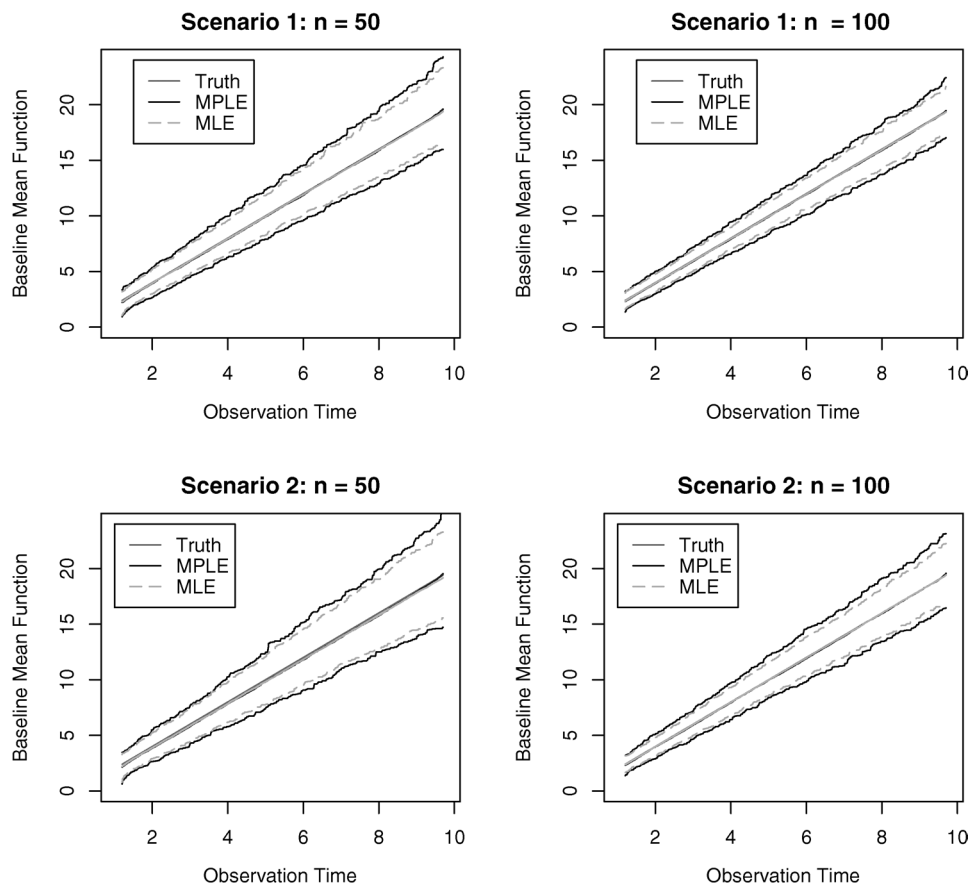 Scenario 1: n = 50
Baseline Mean Function
0 5 10 15 20
Truth
MPLE
MLE
2 4 6 8 10
Observation Time
Scenario 1: n = 100
Baseline Mean Function
0 5 10 15 20
Truth
MPLE
MLE
2 4 6 8 10
Observation Time
Scenario 2: n = 50
Baseline Mean Function
0 5 10 15 20
Truth
MPLE
MLE
2 4 6 8 10
Observation Time
Scenario 2: n = 100
Baseline Mean Function
0 5 10 15 20
Truth
MPLE
MLE
2 4 6 8 10
Observation Time